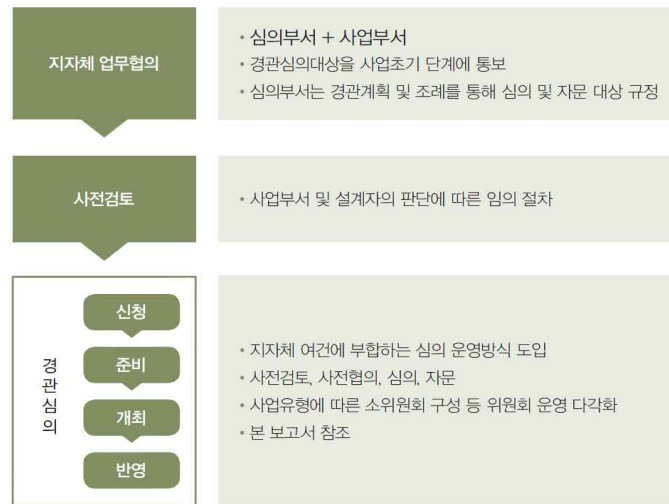 지자체 업무협의
• 심의부서 + 사업부서
• 경관심의대상을 사업초기 단계에 통보
• 심의부서는 경관계획 및 조례를 통해 심의 및 자문 대상 규정
사전검토
• 사업부서 및 설계자의 판단에 따른 임의 절차
경관심의
신청
준비
개최
반영
• 지자체 여건에 부합하는 심의 운영방식 도입
• 사전검토, 사전협의, 심의, 자문
• 사업유형에 따른 소위원회 구성 등 위원회 운영 다각화
• 본 보고서 참조